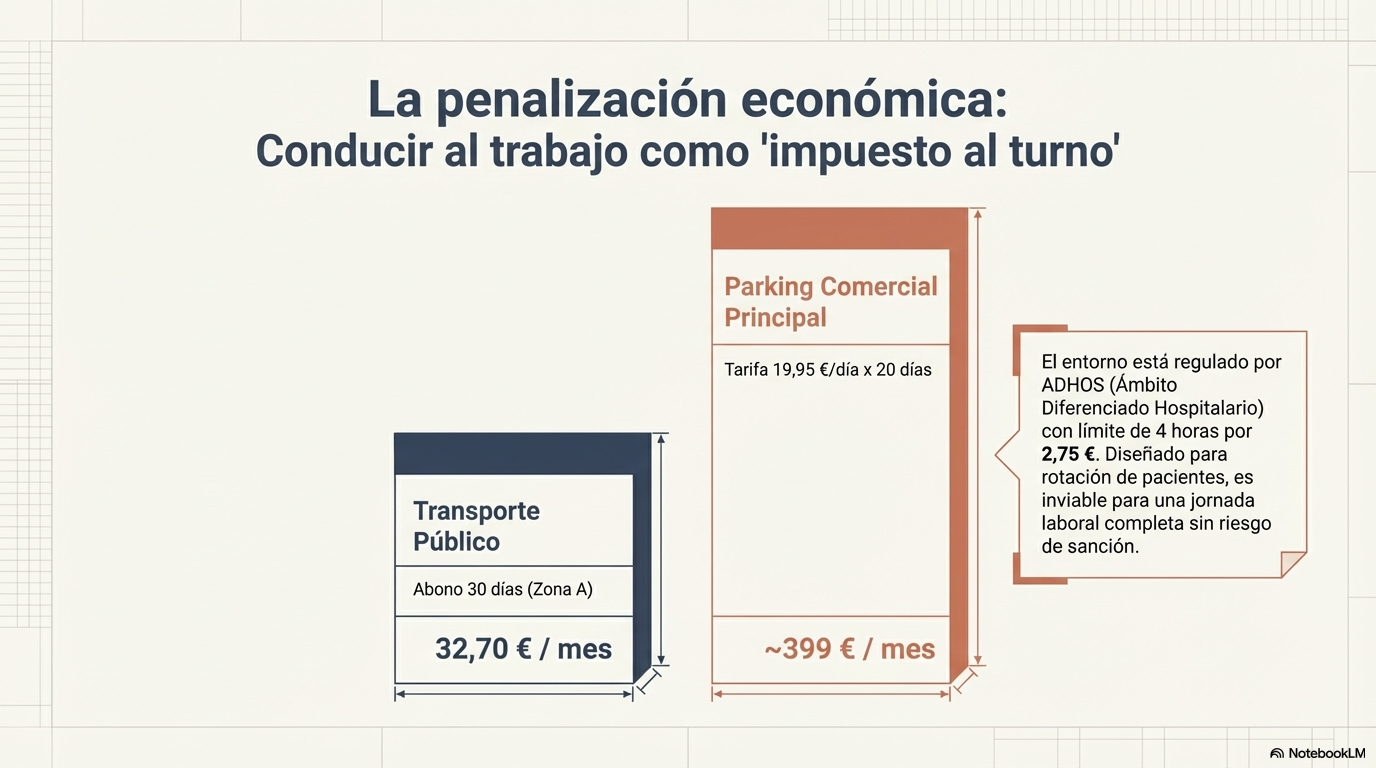 La penalización económica:
Conducir al trabajo como 'impuesto al turno'
Transporte
Público
Abono 30 días (Zona A)
32,70 € / mes
Parking Comercial
Principal
Tarifa 19,95 €/día x 20 días
~399 € / mes
El entorno está regulado por
ADHOS (Ámbito
Diferenciado Hospitalario)
con límite de 4 horas por
2,75 €. Diseñado para
rotación de pacientes, es
inviable para una jornada
laboral completa sin riesgo
de sanción.
NotebookLM